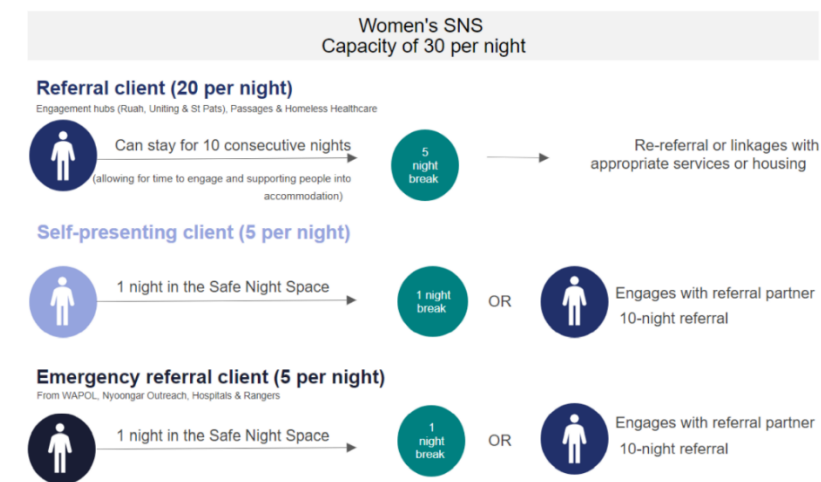 Women's SNS
Capacity of 30 per night
Referral client (20 per night)
Engagement hubs (Ruah, Uniting & St Pats), Passages & Homeless Healthcare
Can stay for 10 consecutive nights
(allowing for time to engage and supporting people into
accommodation)
5
night
break
Re-referral or linkages with
appropriate services or housing
Self-presenting client (5 per night)
1 night in the Safe Night Space
1 night
break
OR
Engages with referral partner
10-night referral
Emergency referral client (5 per night)
From WAPOL, Nyoongar Outreach, Hospitals & Rangers
1 night in the Safe Night Space
1
night
break
OR
Engages with referral partner
10-night referral